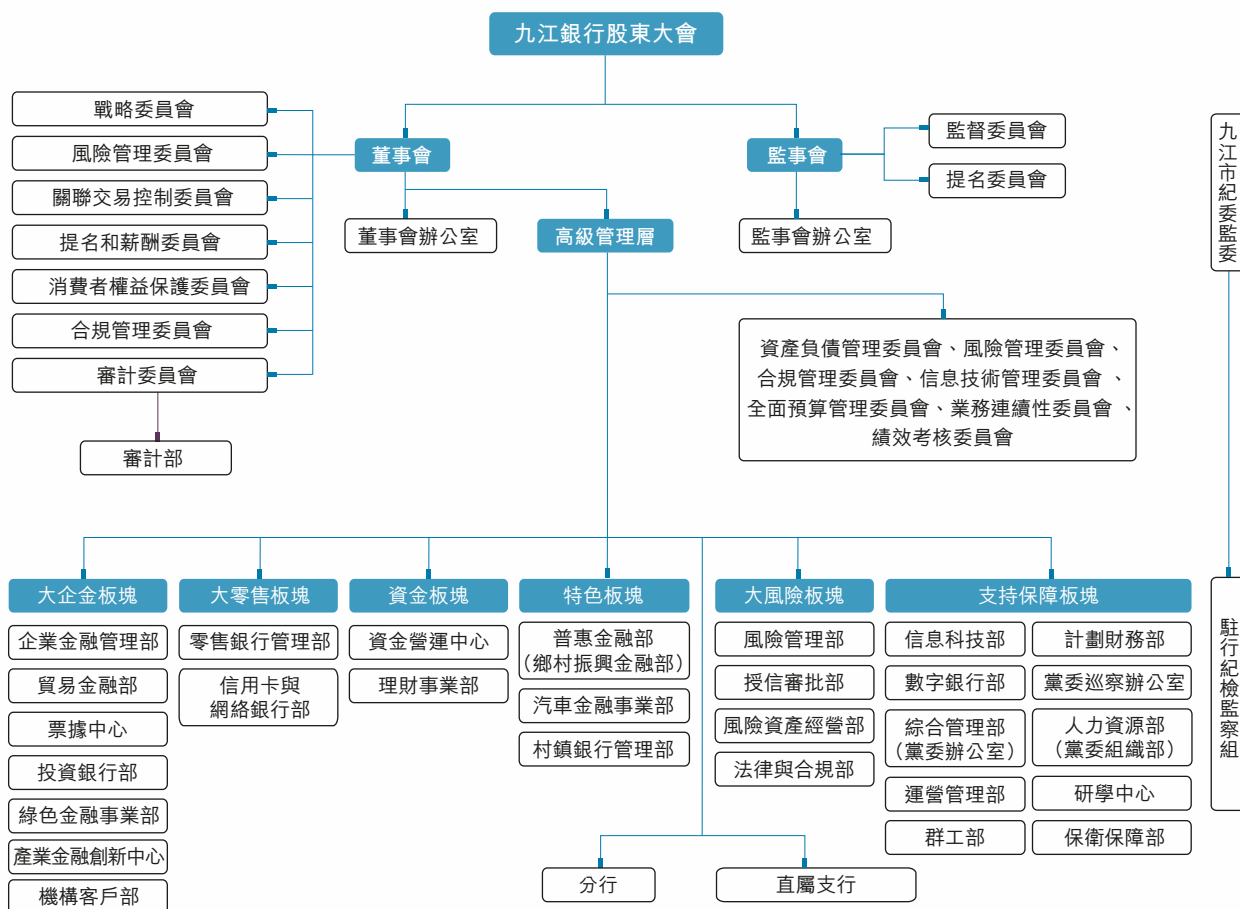 九江銀行股東大會
戰略委員會
風險管理委員會
關聯交易控制委員會
提名和薪酬委員會
消費者權益保護委員會
合規管理委員會
審計委員會
審計部
董事會
董事會辦公室
高級管理層
監事會
監事會辦公室
監督委員會
提名委員會
九江市紀委監委
資產負債管理委員會、風險管理委員會、
合規管理委員會、信息技術管理委員會、
全面預算管理委員會、業務連續性委員會、
績效考核委員會
大企金板塊
企業金融管理部
貿易金融部
票據中心
投資銀行部
綠色金融事業部
產業金融創新中心
機構客戶部
大零售板塊
零售銀行管理部
信用卡與
網絡銀行部
資金板塊
資金營運中心
理財事業部
特色板塊
普惠金融部
（鄉村振興金融部）
汽車金融事業部
村鎮銀行管理部
大風險板塊
風險管理部
授信審批部
風險資產經營部
法律與合規部
支持保障板塊
信息科技部
計劃財務部
數字銀行部
黨委巡察辦公室
綜合管理部
（黨委辦公室）
人力資源部
（黨委組織部）
運營管理部
研學中心
群工部
保衛保障部
駐行紀檢監察組
分行
直屬支行